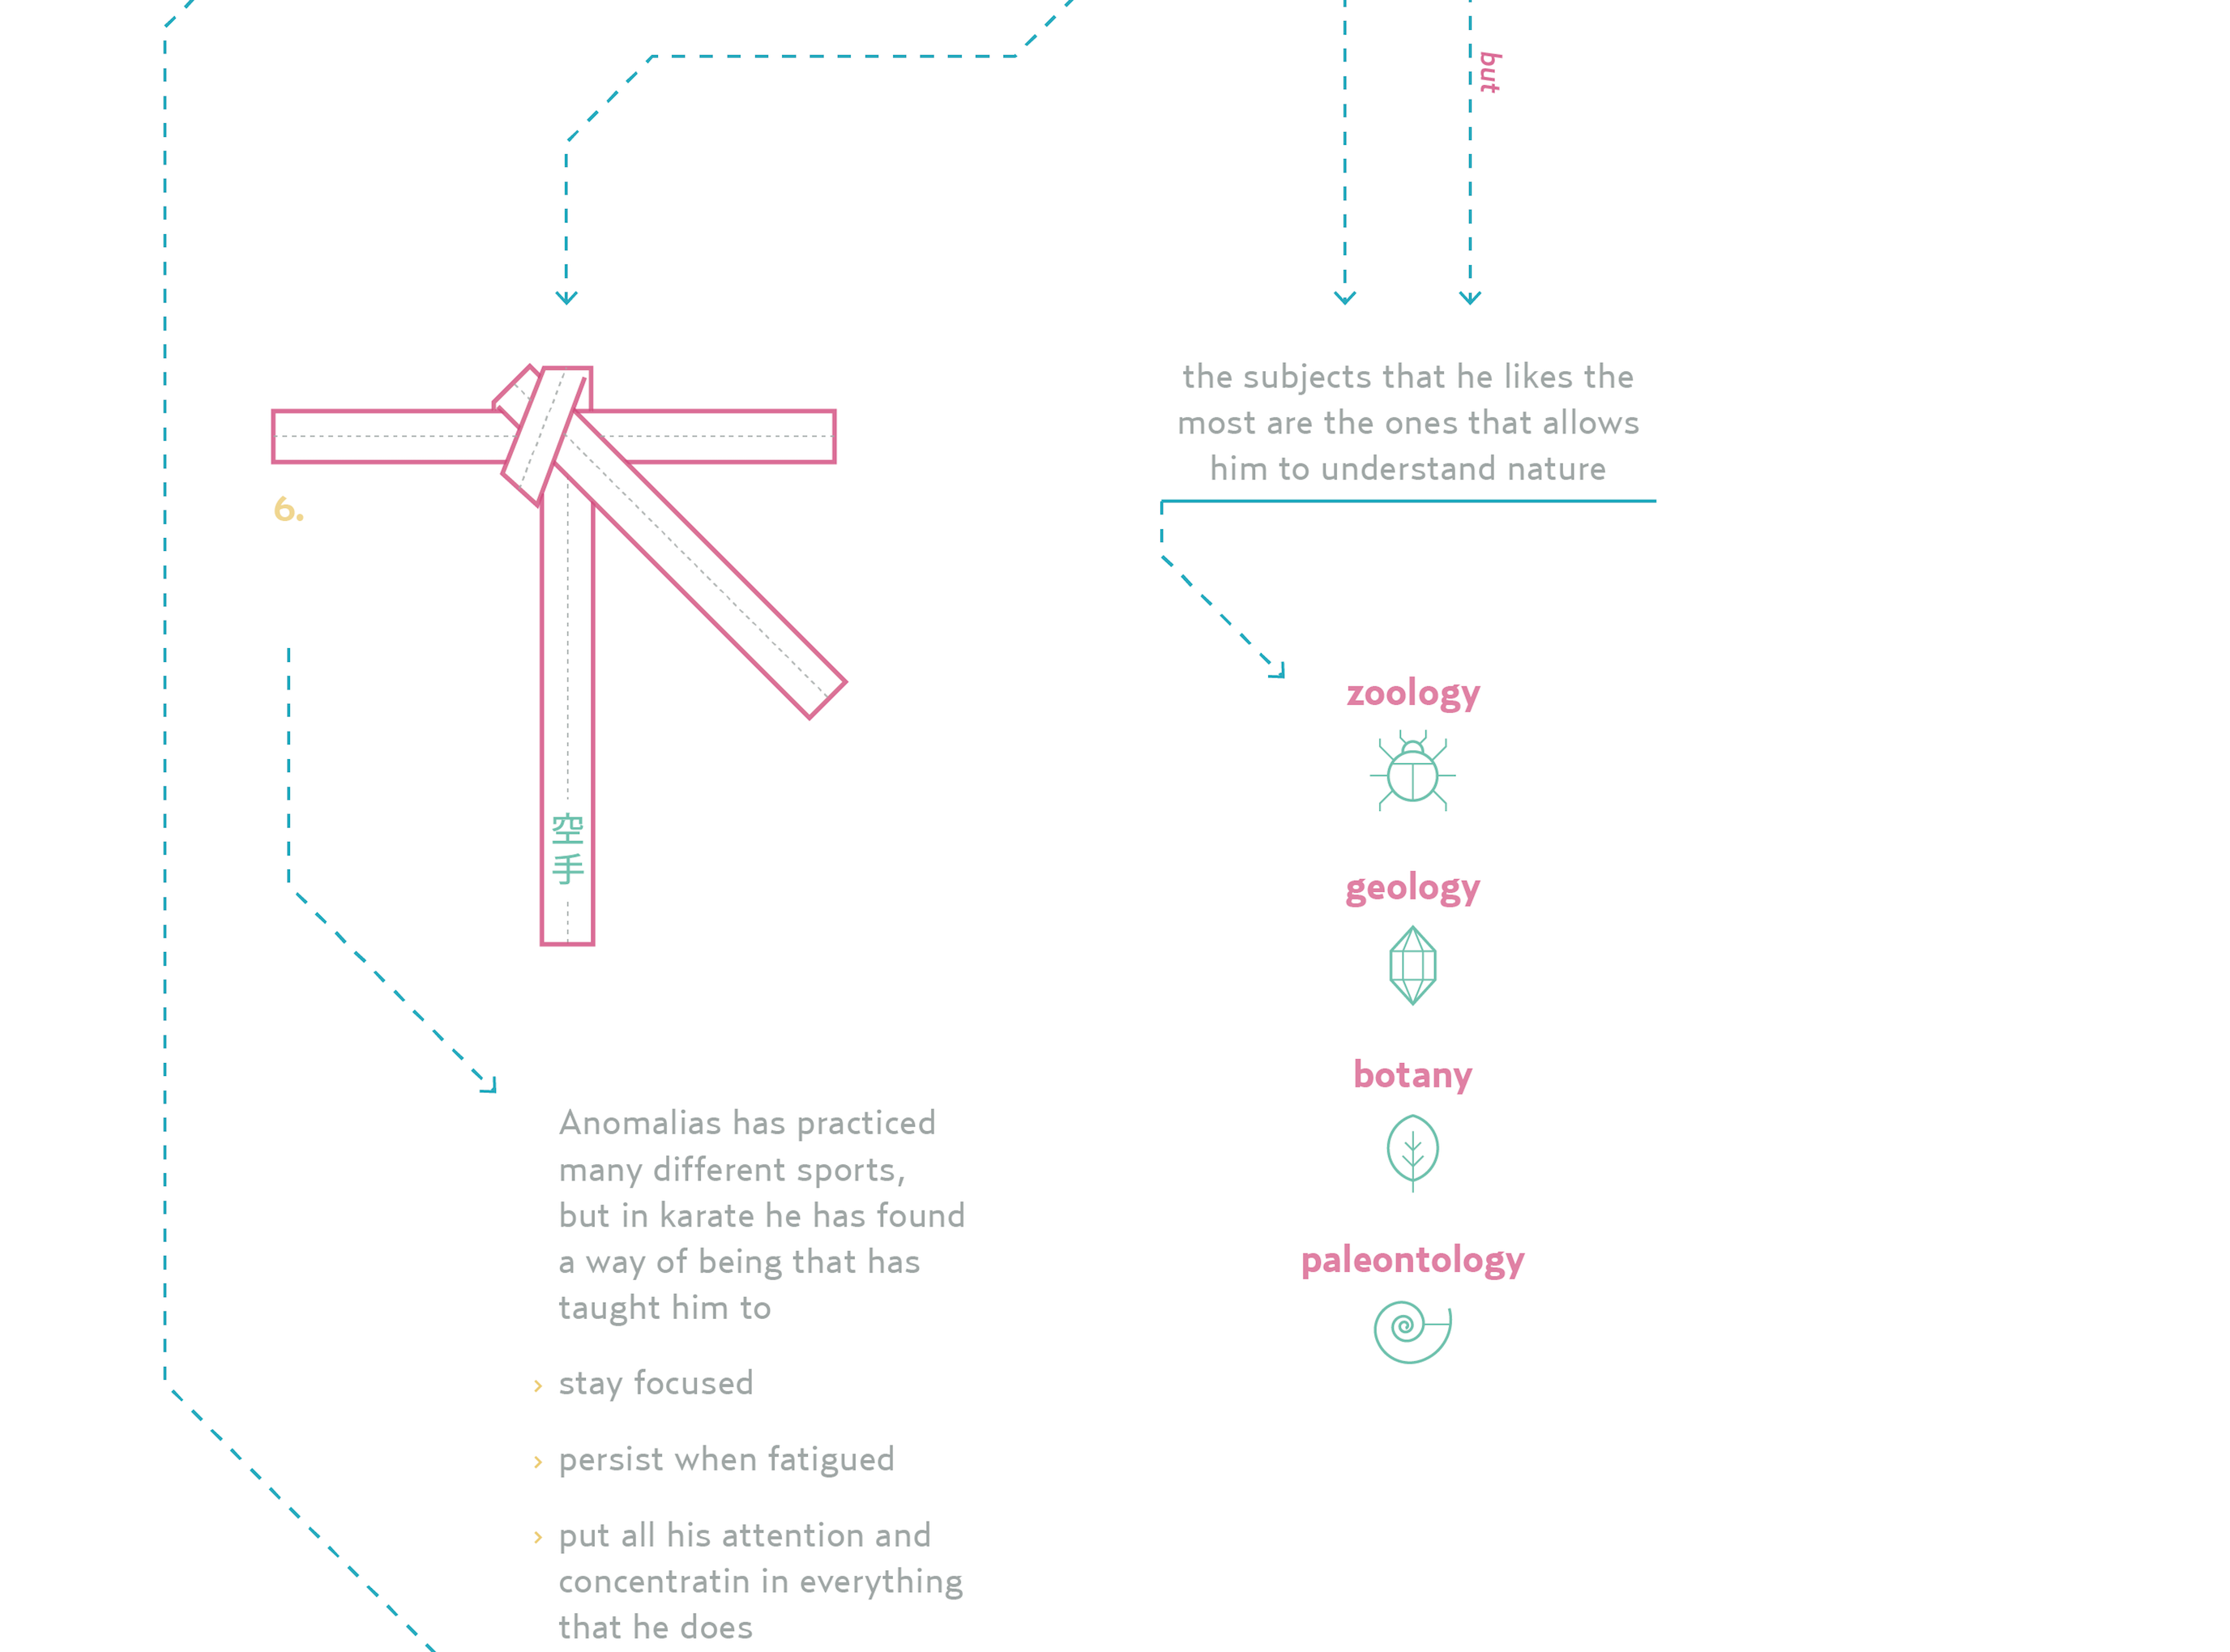 but
the subjects that he likes the
most are the ones that allows
him to understand nature
6.
空
手
zoology
geology
botany
paleontology
Anomalias has practiced
many different sports,
but in karate he has found
a way of being that has
taught him to
› stay focused
› persist when fatigued
› put all his attention and
concentratin in everything
that he does